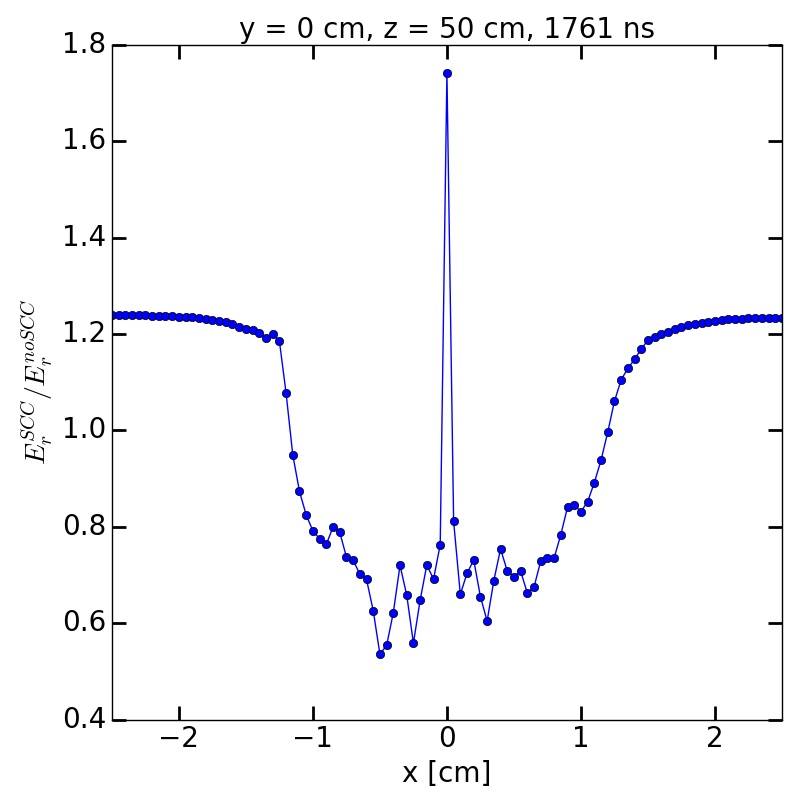 y = 0 cm, z = 50 cm, 1761 ns
1.8
1.6
1.4
1.2
1.0
0.8
0.6
0.4
E_r^{SCC}/E_r^{noSCC}
−2 −1 0 1 2
x [cm]